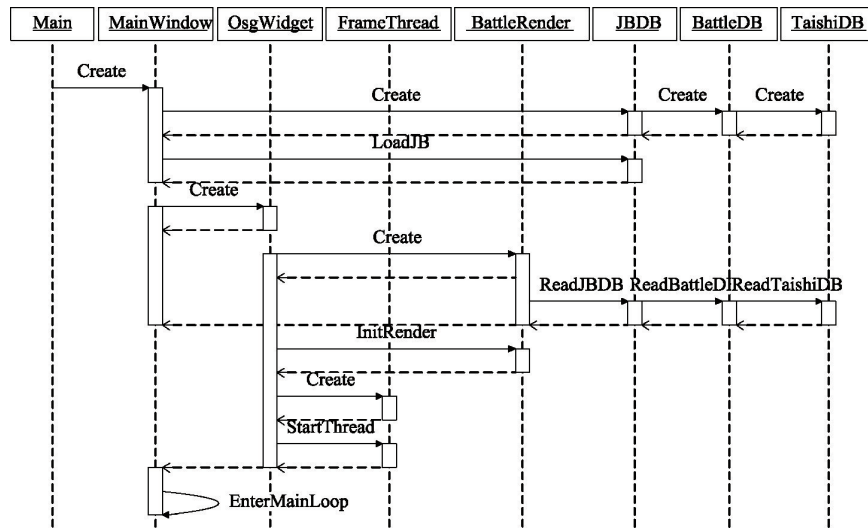 Main MainWindow OsgWidget FrameThread BattleRender JBDB BattleDB TaishiDB
Create
Create Create Create
LoadJB
Create
Create
ReadJBDB ReadBattleD ReadTaishiDB
InitRender
Create
StartThread
EnterMainLoop